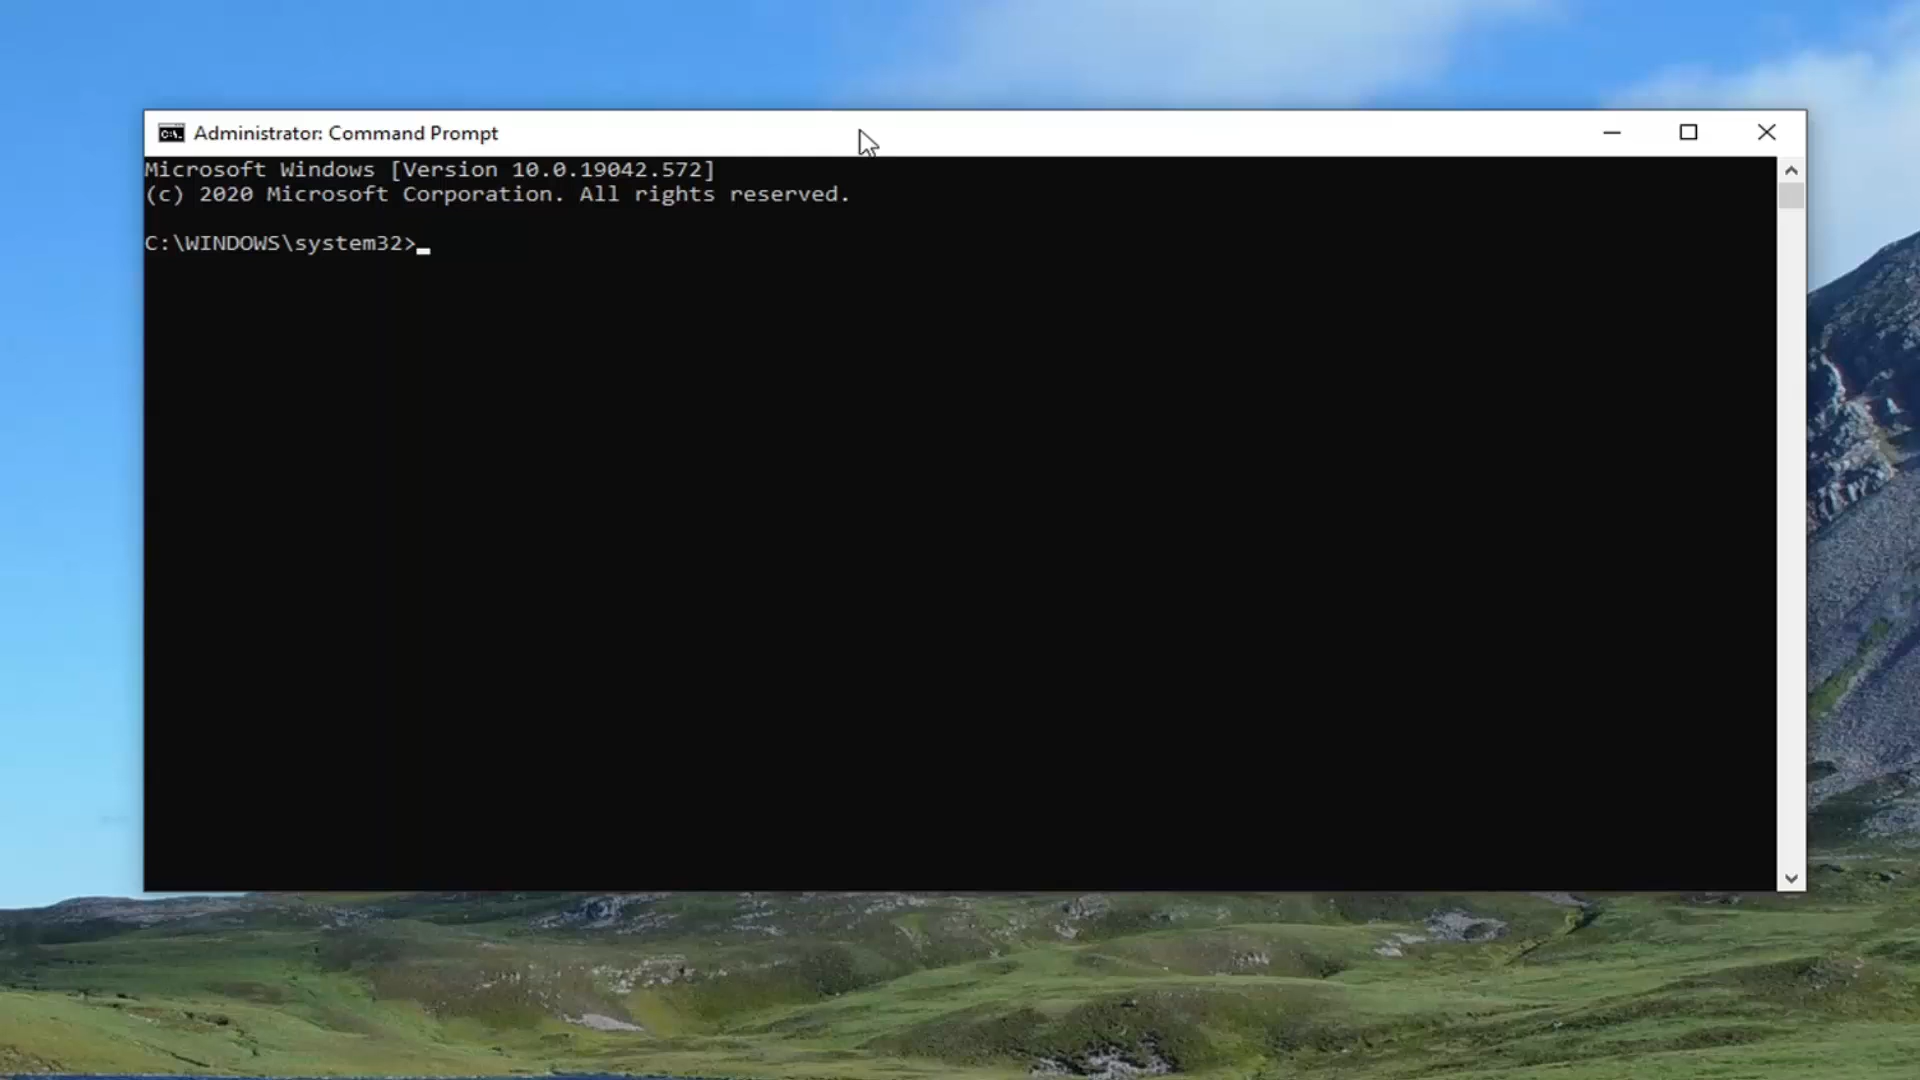 Administrator: Command Prompt
Microsoft Windows [Version 10.0.19042.572]
(c) 2020 Microsoft Corporation. All rights reserved.
C:\WINDOWS\system32>